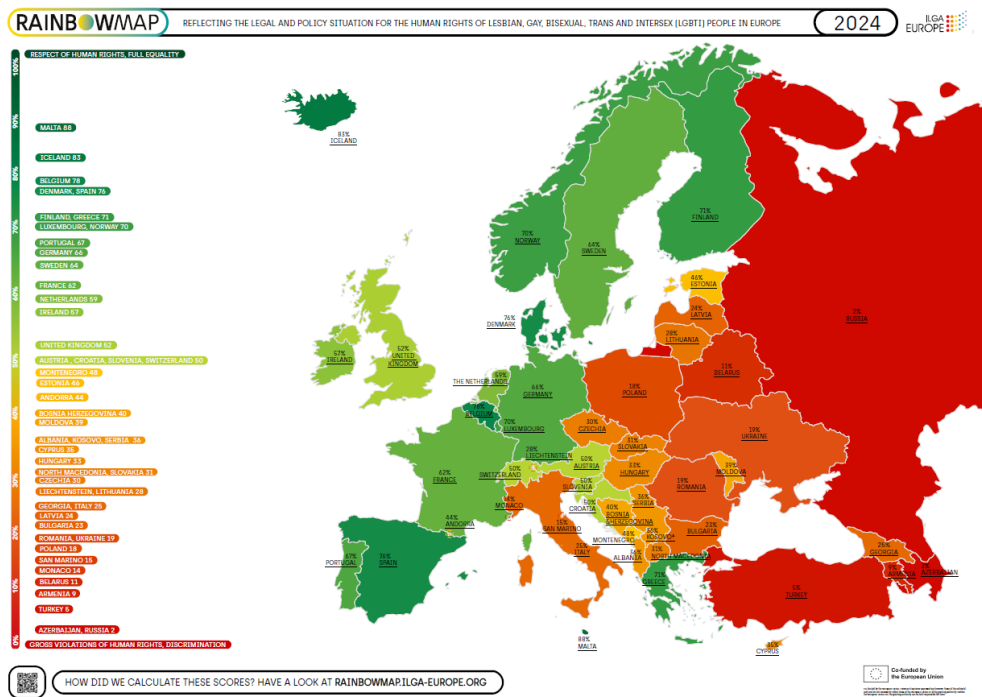 RAINBOWMAP
REFLECTING THE LEGAL AND POLICY SITUATION FOR THE HUMAN RIGHTS OF LESBIAN, GAY, BISEXUAL, TRANS AND INTERSEX (LGBTI) PEOPLE IN EUROPE
2024
ILGA
EUROPE
RESPECT OF HUMAN RIGHTS, FULL EQUALITY
100%
90%
MALTA 88
ICELAND 83
80%
BELGIUM 78
DENMARK, SPAIN 76
70%
FINLAND, GREECE 71
LUXEMBOURG, NORWAY 70
PORTUGAL 67
GERMANY 66
SWEDEN 64
60%
FRANCE 62
NETHERLANDS 59
IRELAND 57
50%
UNITED KINGDOM 52
AUSTRIA , CROATIA, SLOVENIA, SWITZERLAND 50
MONTENEGRO 48
ESTONIA 46
ANDORRA 44
40%
BOSNIA HERZEGOVINA 40
MOLDOVA 39
ALBANIA, KOSOVO, SERBIA 36
CYPRUS 35
HUNGARY 33
NORTH MACEDONIA, SLOVAKIA 31
30%
CZECHIA 30
LIECHTENSTEIN, LITHUANIA 28
GEORGIA, ITALY 25
LATVIA 24
BULGARIA 23
20%
ROMANIA, UKRAINE 19
POLAND 18
SAN MARINO 15
MONACO 14
BELARUS 11
10%
ARMENIA 9
TURKEY 5
AZERBAIJAN, RUSSIA 2
0%
GROSS VIOLATIONS OF HUMAN RIGHTS, DISCRIMINATION
83%
ICELAND
70%
NORWAY
64%
SWEDEN
71%
FINLAND
46%
ESTONIA
24%
LATVIA
28%
LITHUANIA
2%
RUSSIA
76%
DENMARK
57%
IRELAND
52%
UNITED
KINGDOM
59%
THE NETHERLANDS
78%
BELGIUM
66%
GERMANY
70%
LUXEMBOURG
18%
POLAND
11%
BELARUS
19%
UKRAINE
30%
CZECHIA
31%
SLOVAKIA
28%
LIECHTENSTEIN
50%
AUSTRIA
50%
SWITZERLAND
33%
HUNGARY
39%
MOLDOVA
62%
FRANCE
50%
SLOVENIA
50%
CROATIA
19%
ROMANIA
36%
SERBIA
40%
BOSNIA
&HERZEGOVINA
14%
MONACO
15%
SAN MARINO
44%
ANDORRA
48%
MONTENEGRO
36%
KOSOVO*
23%
BULGARIA
25%
ITALY
36%
ALBANIA
31%
NORTH MACEDONIA
67%
PORTUGAL
76%
SPAIN
71%
GREECE
5%
TURKEY
25%
GEORGIA
9%
ARMENIA
2%
AZERBAIJAN
88%
MALTA
35%
CYPRUS
HOW DID WE CALCULATE THESE SCORES? HAVE A LOOK AT RAINBOWMAP.ILGA-EUROPE.ORG
Co-funded by
the European Union